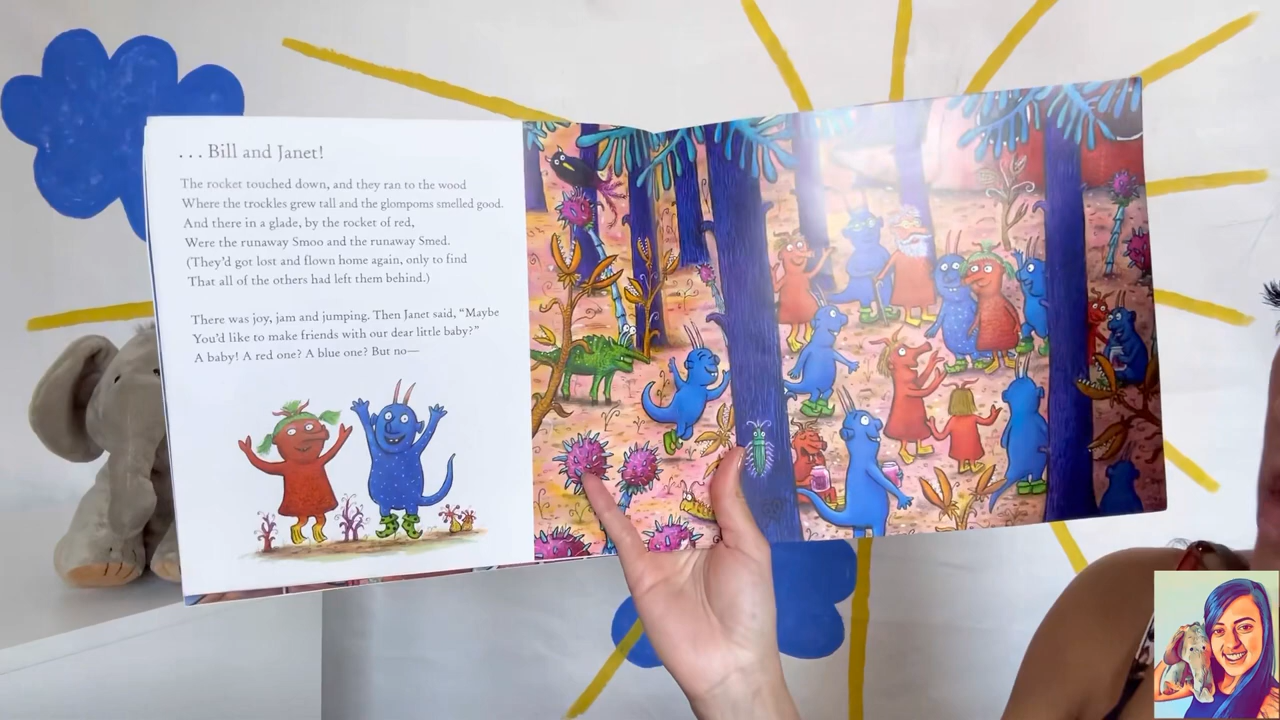 . . . Bill and Janet!
The rocket touched down, and they ran to the wood
Where the trockles grew tall and the glompoms smelled good.
And there in a glade, by the rocket of red,
Were the runaway Smoo and the runaway Smed.
(They'd got lost and flown home again, only to find
That all of the others had left them behind.)
There was joy, jam and jumping. Then Janet said, “Maybe
You'd like to make friends with our dear little baby?”
A baby! A red one? A blue one? But no—